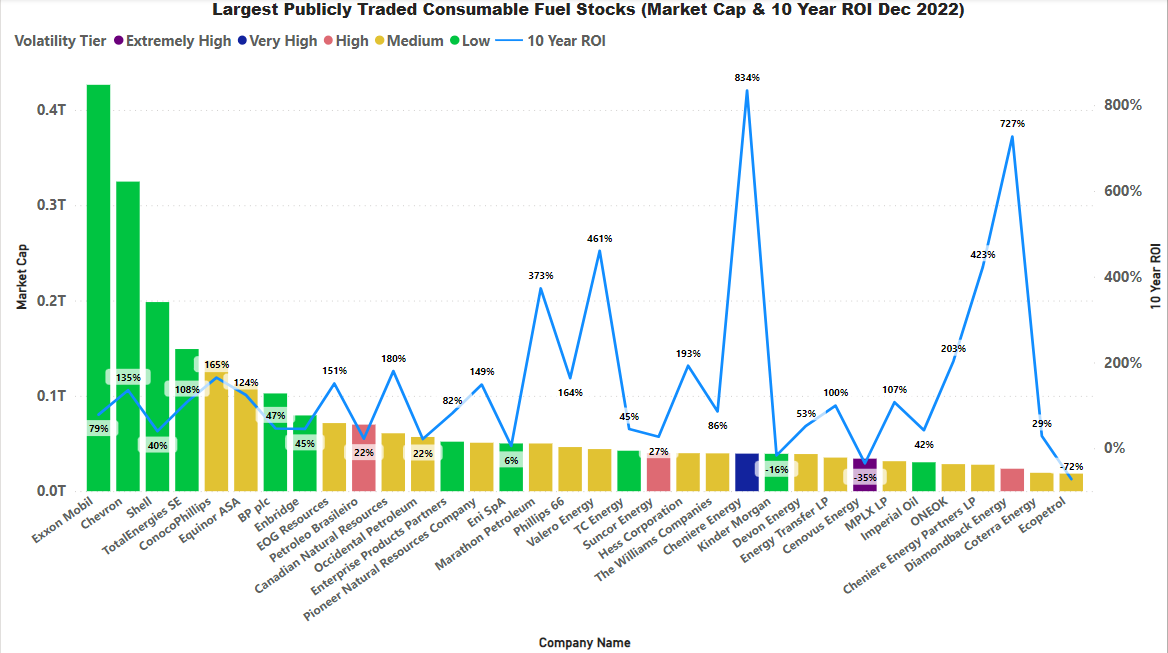 Largest Publicly Traded Consumable Fuel Stocks (Market Cap & 10 Year ROI Dec 2022)
Volatility Tier Extremely High Very High High Medium Low 10 Year ROI
Market Cap
0.4T
0.3T
0.2T
0.1T
0.0T
79%
135%
40%
108%
165%
124%
47%
45%
151%
22%
180%
22%
82%
149%
6%
373%
164%
461%
45%
27%
193%
86%
834%
-16%
53%
100%
-35%
107%
42%
203%
423%
727%
29%
-72%
800%
600%
400%
200%
0%
10 Year ROI
Exxon Mobil
Chevron
Shell
TotalEnergies SE
ConocoPhillips
Equinor ASA
BP plc
Enbridge
EOG Resources
Petroleo Brasileiro
Canadian Natural Resources
Occidental Petroleum
Enterprise Products Partners
Pioneer Natural Resources Company
Eni SpA
Marathon Petroleum
Phillips 66
Valero Energy
TC Energy
Suncor Energy
Hess Corporation
The Williams Companies
Cheniere Energy
Kinder Morgan
Devon Energy
Energy Transfer LP
Cenovus Energy
MPLX LP
Imperial Oil
ONEOK
Cheniere Energy Partners LP
Diamondback Energy
Coterra Energy
Ecopetrol
Company Name